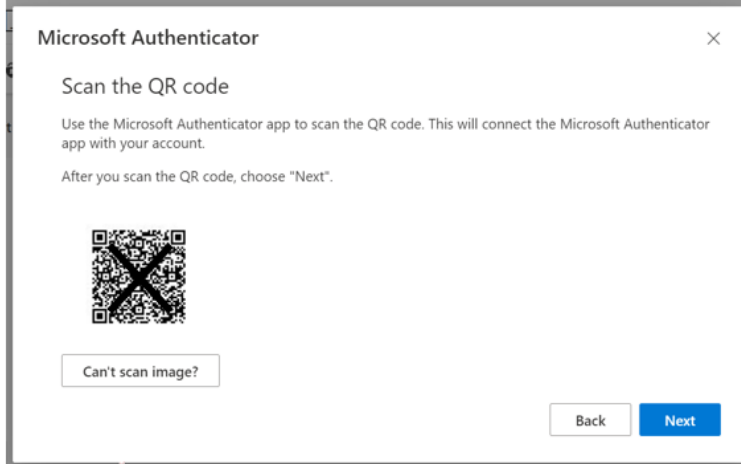 Microsoft Authenticator
Scan the QR code
Use the Microsoft Authenticator app to scan the QR code. This will connect the Microsoft Authenticator
app with your account.
After you scan the QR code, choose "Next".
Can't scan image?
Back
Next